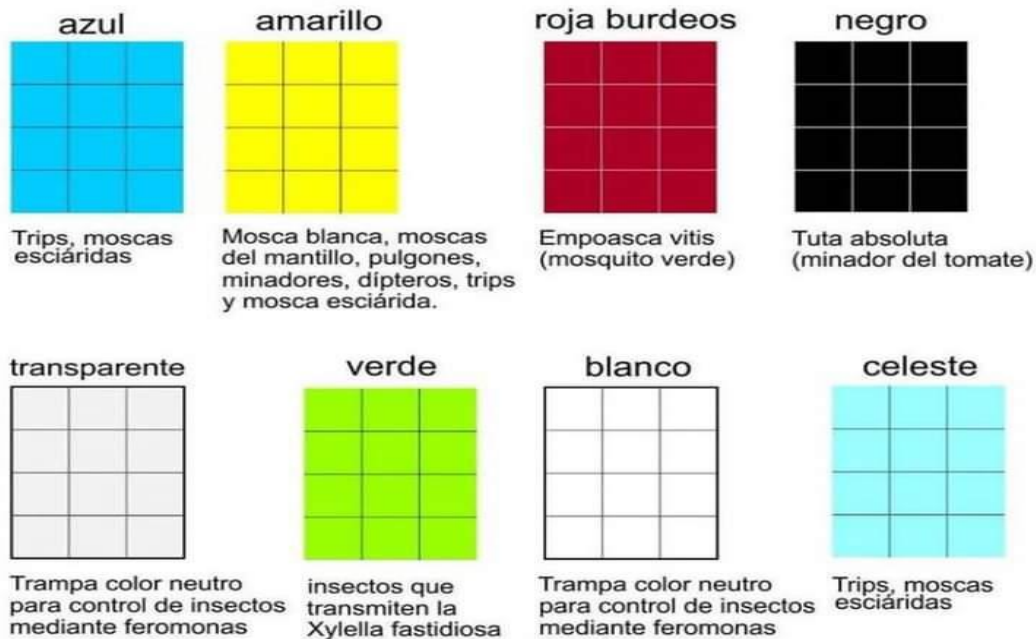 azul
amarillo
roja burdeos
negro
Trips, moscas
esciáridas
Mosca blanca, moscas
del mantillo, pulgones,
minadores, dípteros, trips
y mosca esciárida.
Empoasca vitis
(mosquito verde)
Tuta absoluta
(minador del tomate)
transparente
verde
blanco
celeste
Trampa color neutro
para control de insectos
mediante feromonas
insectos que
transmiten la
Xylella fastidiosa
Trampa color neutro
para control de insectos
mediante feromonas
Trips, moscas
esciáridas